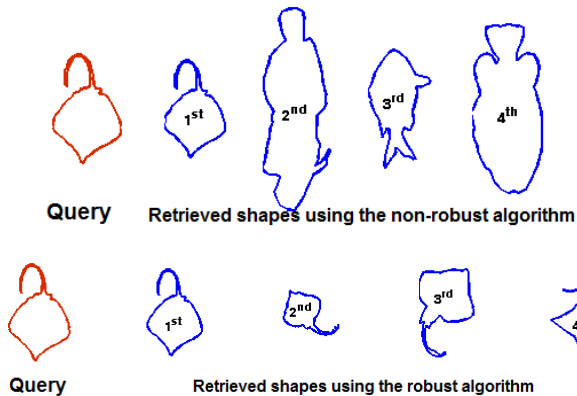 1st 2nd 3rd 4th
Query Retrieved shapes using the non-robust algorithm
1st 2nd 3rd 4
Query Retrieved shapes using the robust algorithm